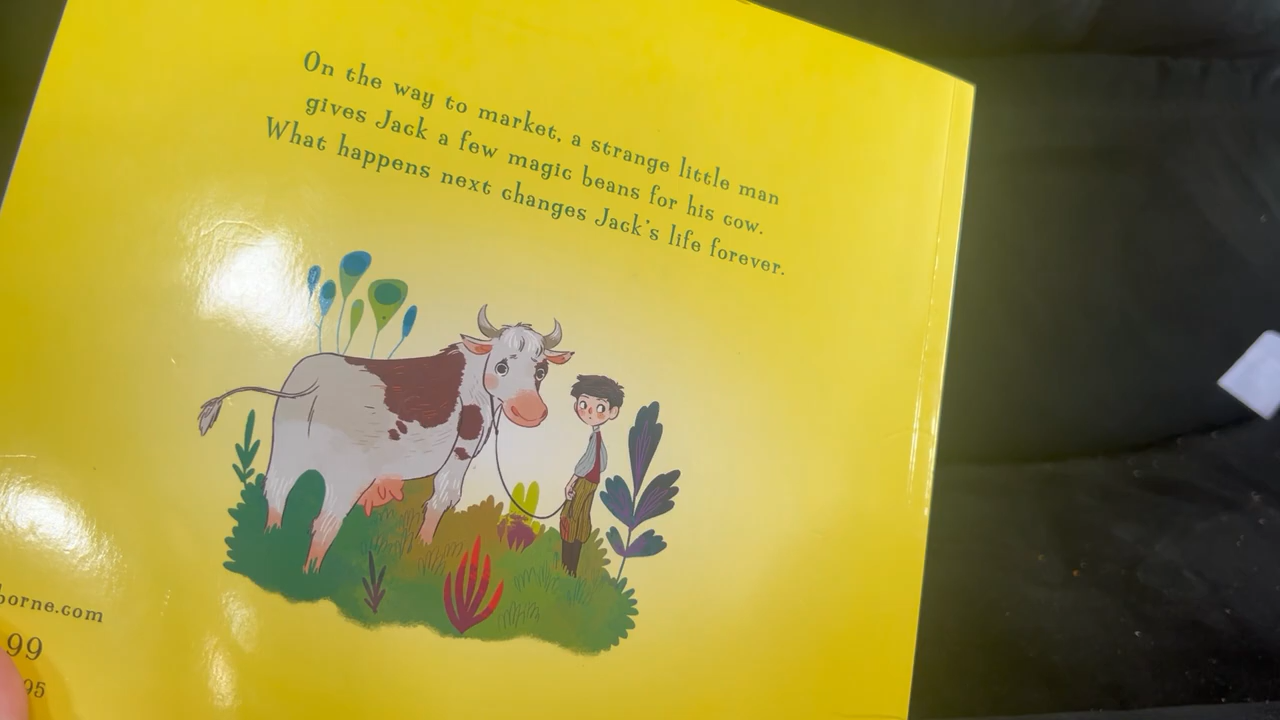 On the way to market, a strange little man
gives Jack a few magic beans for his cow.
What happens next changes Jack's life forever.
borne.com
99
95